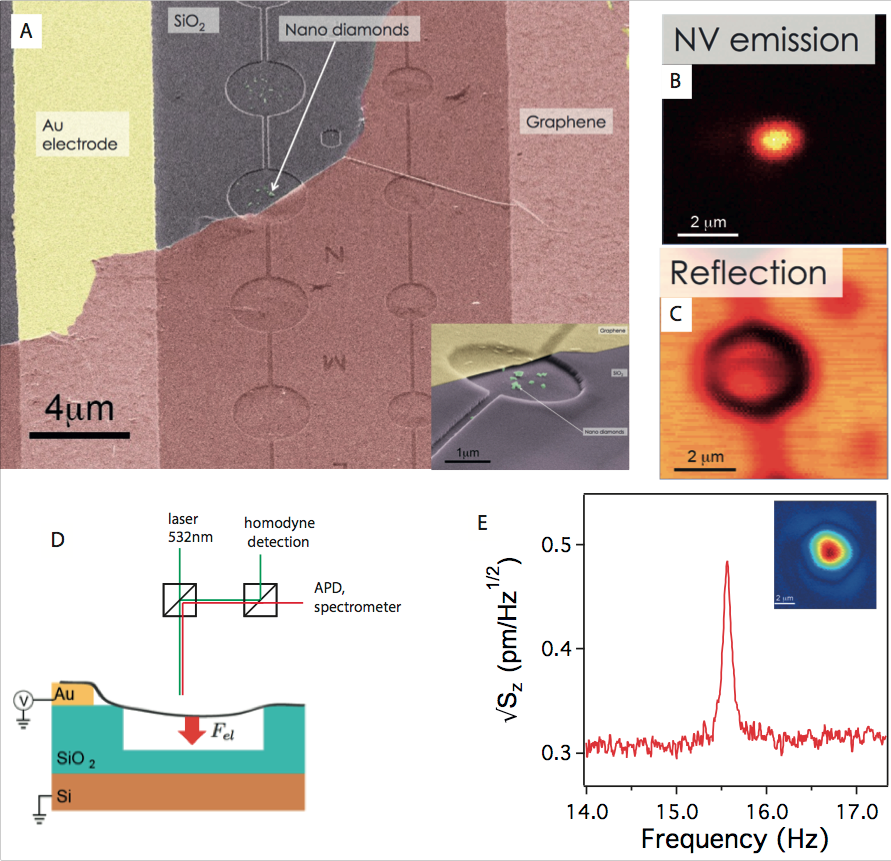 A
SiO2
Nano diamonds
Au
electrode
Graphene
N
M
4μm
Graphene
SiO2
Nano diamonds
1μm
NV emission
B
2 μm
Reflection
C
2 μm
D
laser
532nm
homodyne
detection
APD,
spectrometer
V
Au
Fel
SiO2
Si
E
√Sz (pm/Hz1/2)
0.5
0.4
0.3
2 μm
14.0 15.0 16.0 17.0
Frequency (Hz)